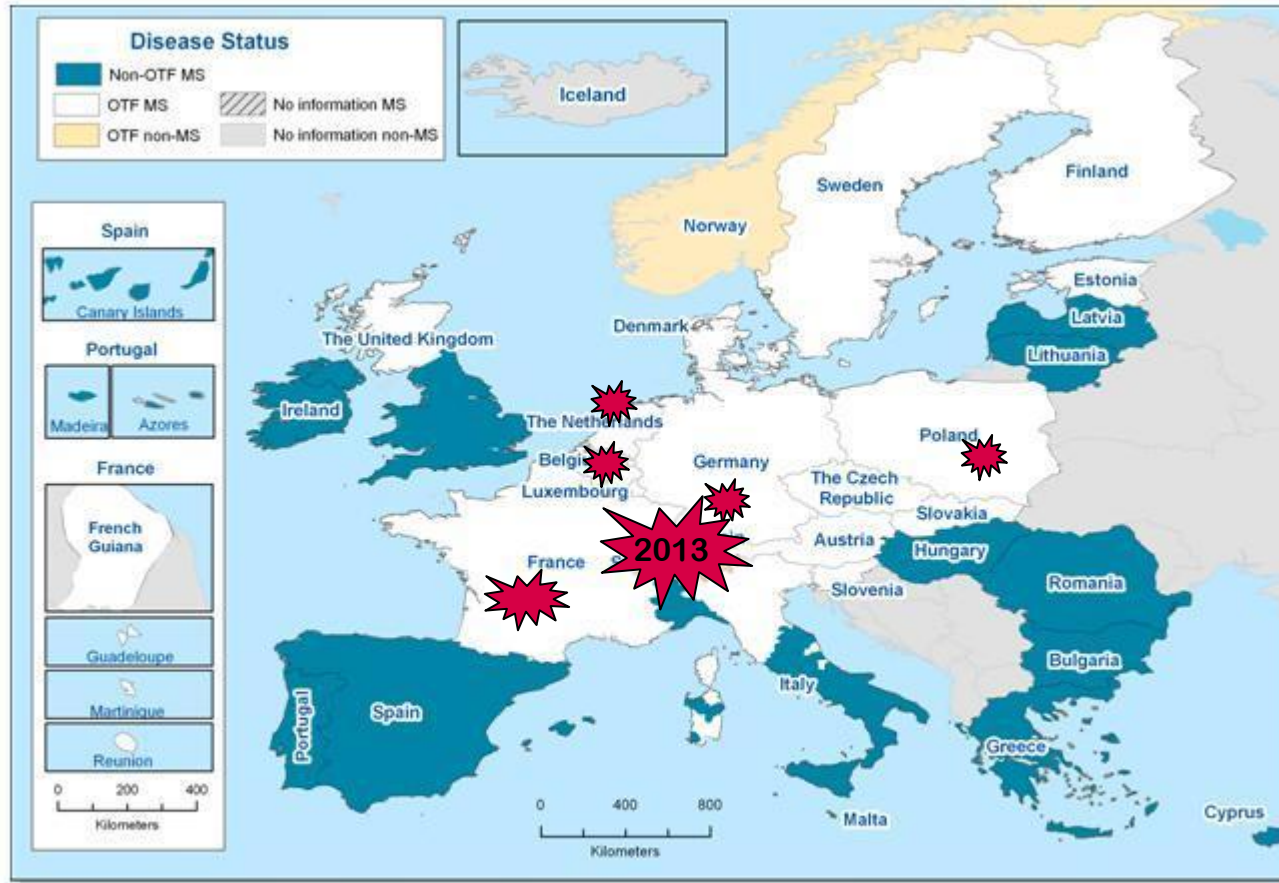 Disease Status
Non-OTF MS
OTF MS
No information MS
OTF non-MS
No information non-MS
Iceland
Spain
Canary Islands
Portugal
Madeira
Azores
France
French
Guiana
Guadeloupe
Martinique
Reunion
0 200 400
Kilometers
Finland
Sweden
Norway
Estonia
Latvia
Lithuania
Denmark
The United Kingdom
Ireland
The Netherlands
Poland
Germany
Luxembourg
The Czech
Republic
Slovakia
Austria
Hungary
2013
France
Slovenia
Romania
Bulgaria
Italy
Spain
Portugal
Greece
Malta
Cyprus
0 400 800
Kilometers